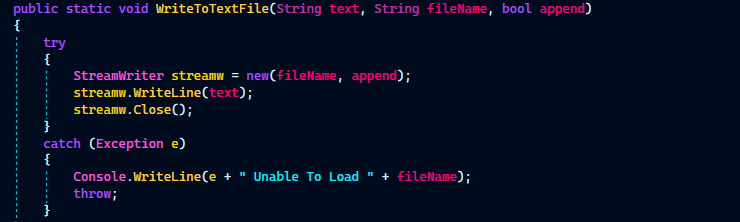 public static void WriteToTextFile(String text, String fileName, bool append)
{
try
{
StreamWriter streamw = new(fileName, append);
streamw.WriteLine(text);
streamw.Close();
}
catch (Exception e)
{
Console.WriteLine(e + " Unable To Load " + fileName);
throw;
}